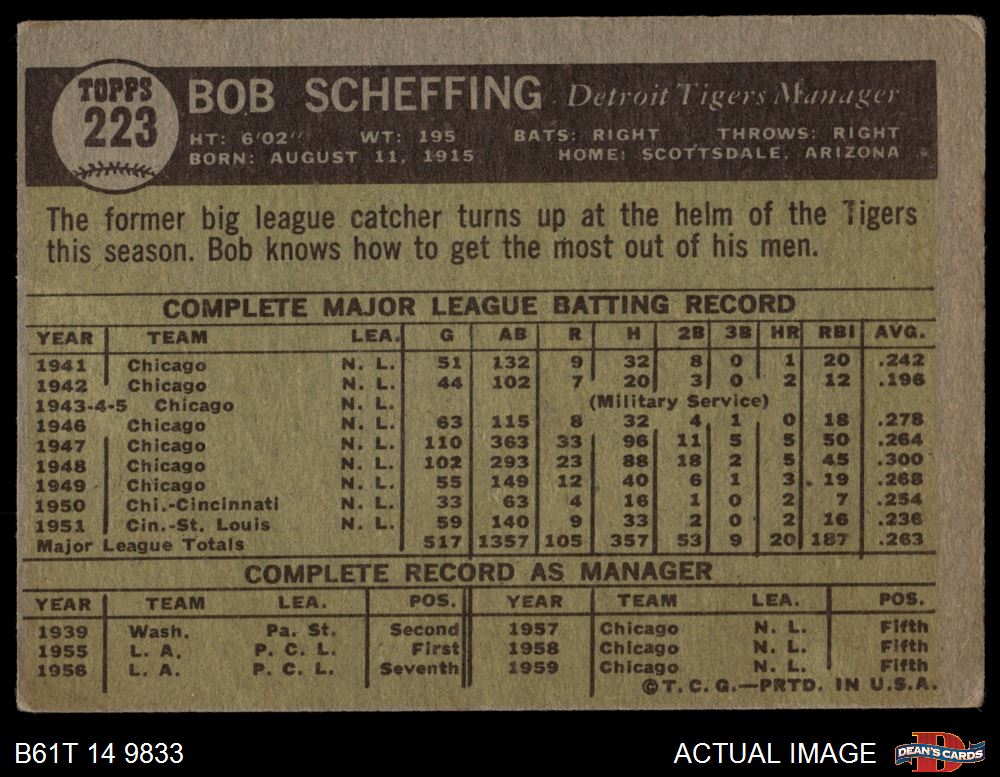 TOPPS
223
BOB SCHEFFING Detroit Tigers Manager
HT: 6'02" WT: 195 BATS: RIGHT THROWS: RIGHT
BORN: AUGUST 11, 1915 HOME: SCOTTSDALE, ARIZONA
The former big league catcher turns up at the helm of the Tigers
this season. Bob knows how to get the most out of his men.
COMPLETE MAJOR LEAGUE BATTING RECORD
YEAR TEAM LEA. G AB R H 2B 3B HR RBI AVG.
1941 Chicago N. L. 51 132 9 32 8 0 1 20 .242
1942 Chicago N. L. 44 102 7 20 3 0 2 12 .196
1943-4-5 Chicago N. L. (Military Service)
1946 Chicago N. L. 63 115 8 32 4 1 0 18 .278
1947 Chicago N. L. 110 363 33 96 11 5 5 50 .264
1948 Chicago N. L. 102 293 23 88 18 2 5 45 .300
1949 Chicago N. L. 55 149 12 40 6 1 3 19 .268
1950 Chi.-Cincinnati N. L. 33 63 4 16 1 0 2 7 .254
1951 Cin.-St. Louis N. L. 59 140 9 33 2 0 2 16 .236
Major League Totals 517 1357 105 357 53 9 20 187 .263
COMPLETE RECORD AS MANAGER
YEAR TEAM LEA. POS. YEAR TEAM LEA. POS.
1939 Wash. Pa. St. Second 1957 Chicago N. L. Fifth
1955 L. A. P. C. L. First 1958 Chicago N. L. Fifth
1956 L. A. P. C. L. Seventh 1959 Chicago N. L. Fifth
©T. C. G.—PRTD. IN U.S.A.
B61T 14 9833 ACTUAL IMAGE
D
DEAN'S CARDS